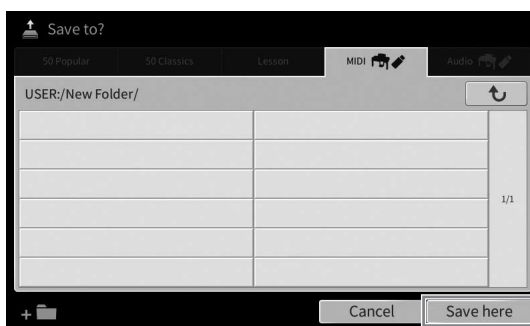 Save to?
50 Popular 50 Classics Lesson MIDI Audio
USER:/New Folder/
1/1
+ Cancel Save here